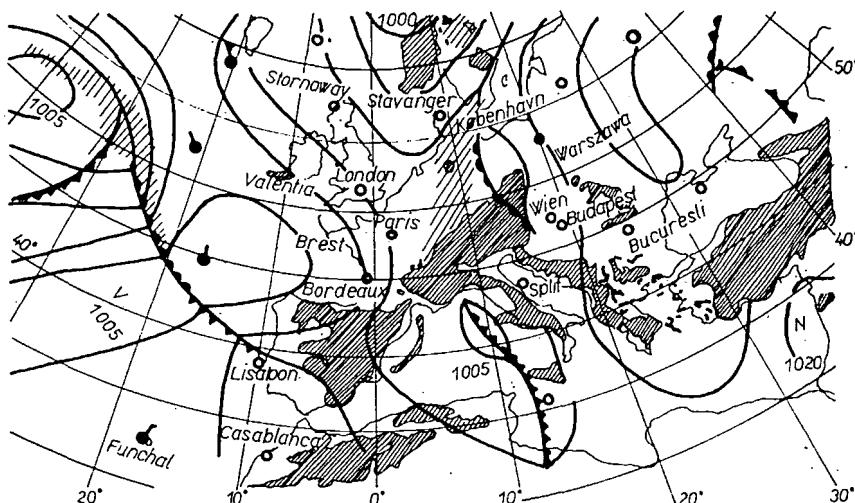 1000
50°
1005
Stornoway
Stavanger
København
Warszawa
Valentia
London
Wien
Budapest
Paris
Bucuresti
40°
Brest
40°
Bordeaux
Split
V
1005
N
1005
1020
Lisabon
Casablanca
Funchal
20°
10°
0°
10°
20°
30°